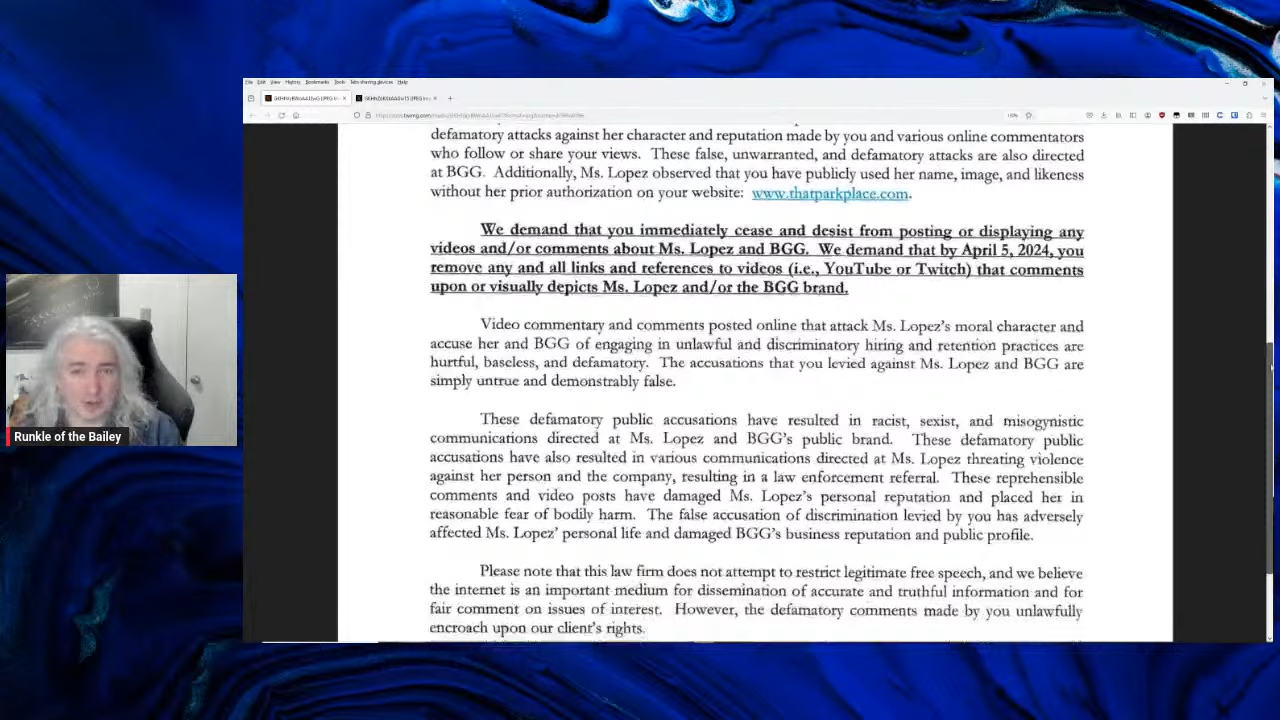 File Edit View History Bookmarks Tools Tabs sharing devices Help
defamatory attacks against her character and reputation made by you and various online commentators
who follow or share your views. These false, unwarranted, and defamatory attacks are also directed
at BGG. Additionally, Ms. Lopez observed that you have publicly used her name, image, and likeness
without her prior authorization on your website: www.thatparkplace.com.
We demand that you immediately cease and desist from posting or displaying any
videos and/or comments about Ms. Lopez and BGG. We demand that by April 5, 2024, you
remove any and all links and references to videos (i.e., YouTube or Twitch) that comments
upon or visually depicts Ms. Lopez and/or the BGG brand.
Video commentary and comments posted online that attack Ms. Lopez's moral character and
accuse her and BGG of engaging in unlawful and discriminatory hiring and retention practices are
hurtful, baseless, and defamatory. The accusations that you levied against Ms. Lopez and BGG are
simply untrue and demonstrably false.
These defamatory public accusations have resulted in racist, sexist, and misogynistic
communications directed at Ms. Lopez and BGG's public brand. These defamatory public
accusations have also resulted in various communications directed at Ms. Lopez threating violence
against her person and the company, resulting in a law enforcement referral. These reprehensible
comments and video posts have damaged Ms. Lopez's personal reputation and placed her in
reasonable fear of bodily harm. The false accusation of discrimination levied by you has adversely
affected Ms. Lopez' personal life and damaged BGG's business reputation and public profile.
Please note that this law firm does not attempt to restrict legitimate free speech, and we believe
the internet is an important medium for dissemination of accurate and truthful information and for
fair comment on issues of interest. However, the defamatory comments made by you unlawfully
encroach upon our client's rights.
Runkle of the Bailey